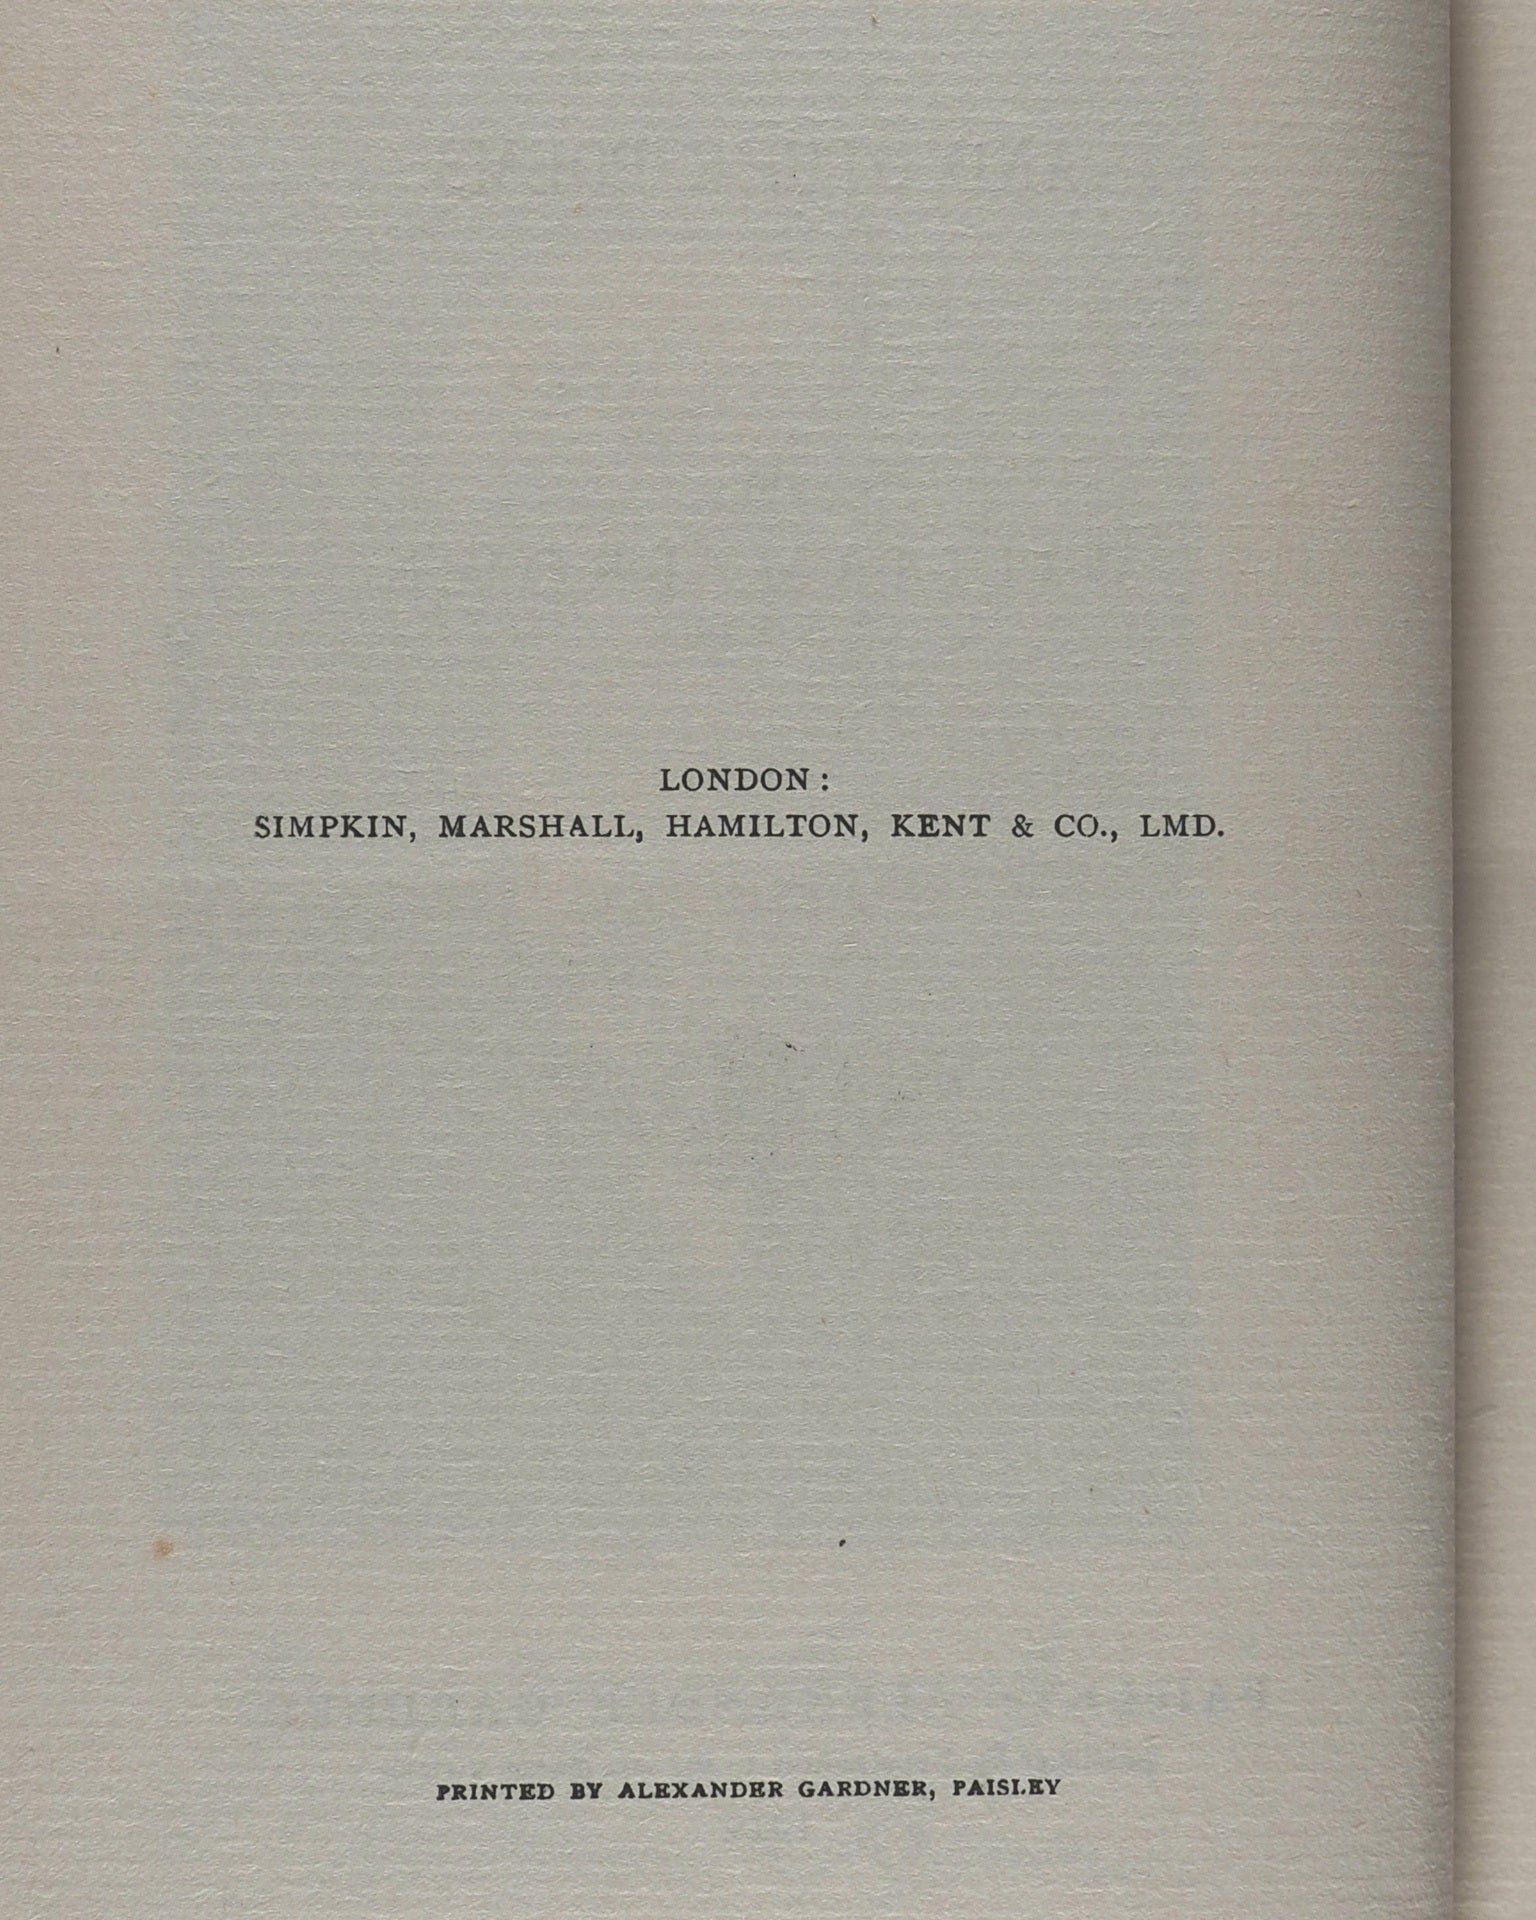 LONDON:
SIMPKIN, MARSHALL, HAMILTON, KENT & CO., LMD.
PRINTED BY ALEXANDER GARDNER, PAISLEY